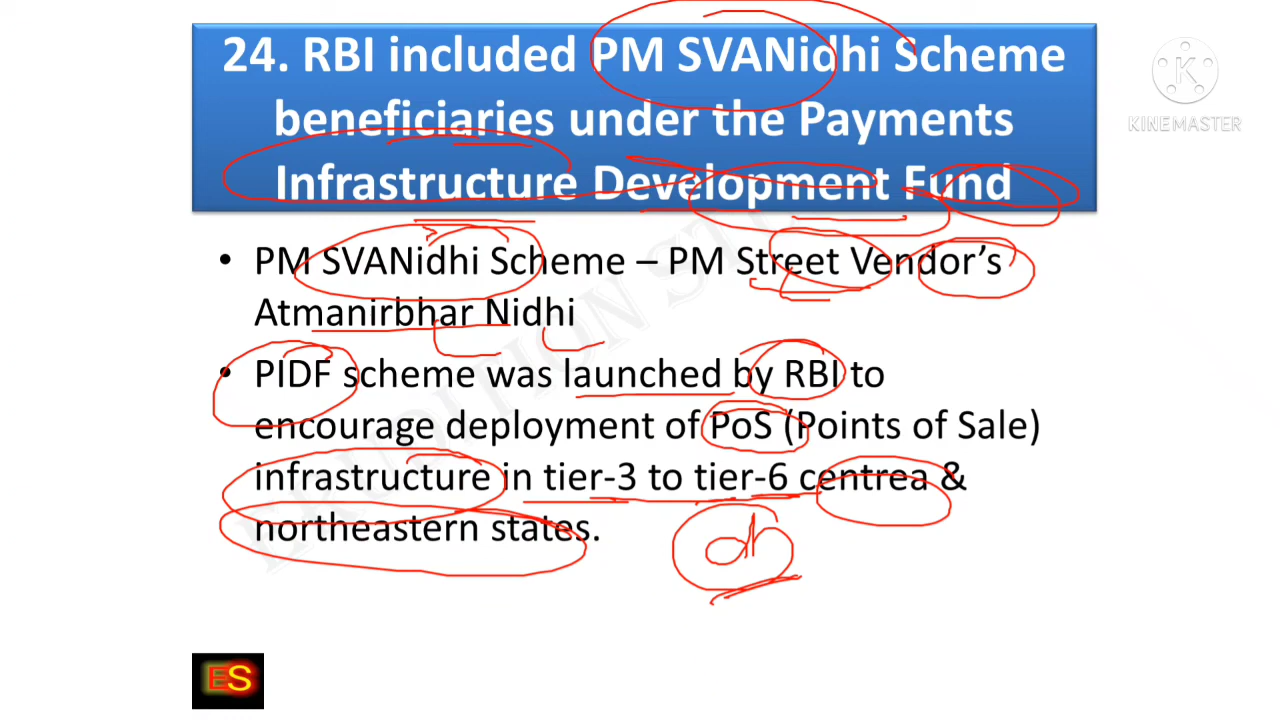 24. RBI included PM SVANidhi Scheme
beneficiaries under the Payments
Infrastructure Development Fund
KINEMASTER
• PM SVANidhi Scheme – PM Street Vendor's
Atmanirbhar Nidhi
• PIDF scheme was launched by RBI to
encourage deployment of PoS (Points of Sale)
infrastructure in tier-3 to tier-6 centrea &
northeastern states.
ES